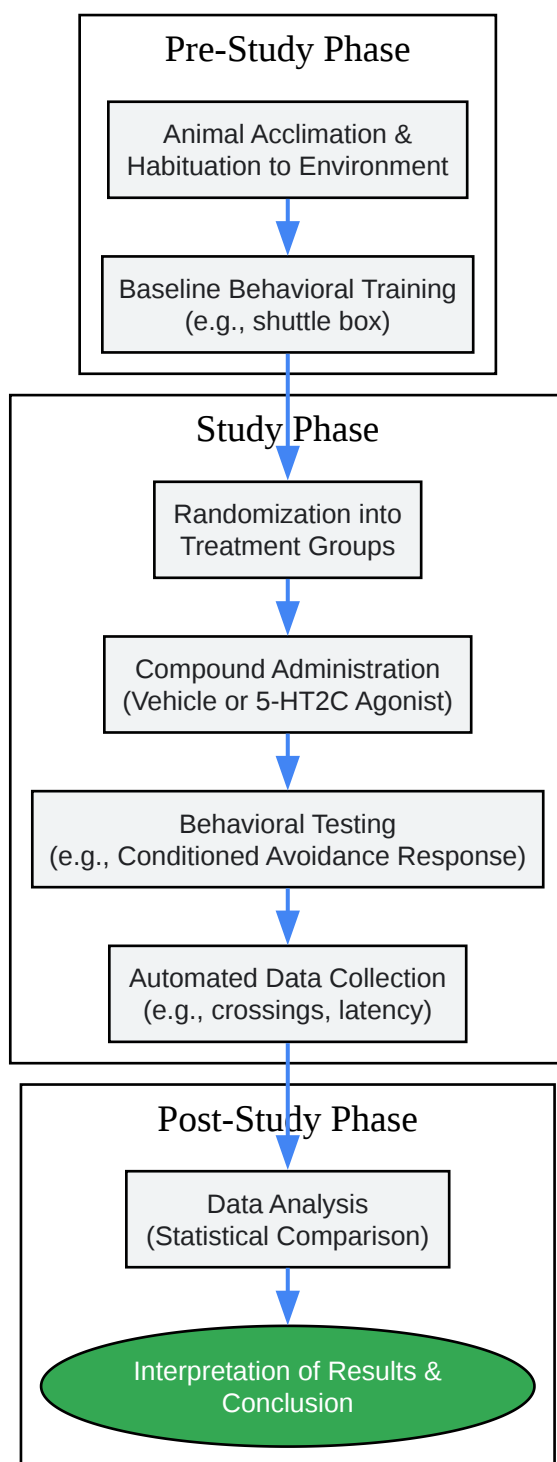 Pre-Study Phase
Animal Acclimation &
Habituation to Environment
Baseline Behavioral Training
(e.g., shuttle box)
Study Phase
Randomization into
Treatment Groups
Compound Administration
(Vehicle or 5-HT2C Agonist)
Behavioral Testing
(e.g., Conditioned Avoidance Response)
Automated Data Collection
(e.g., crossings, latency)
Post-Study Phase
Data Analysis
(Statistical Comparison)
Interpretation of Results &
Conclusion